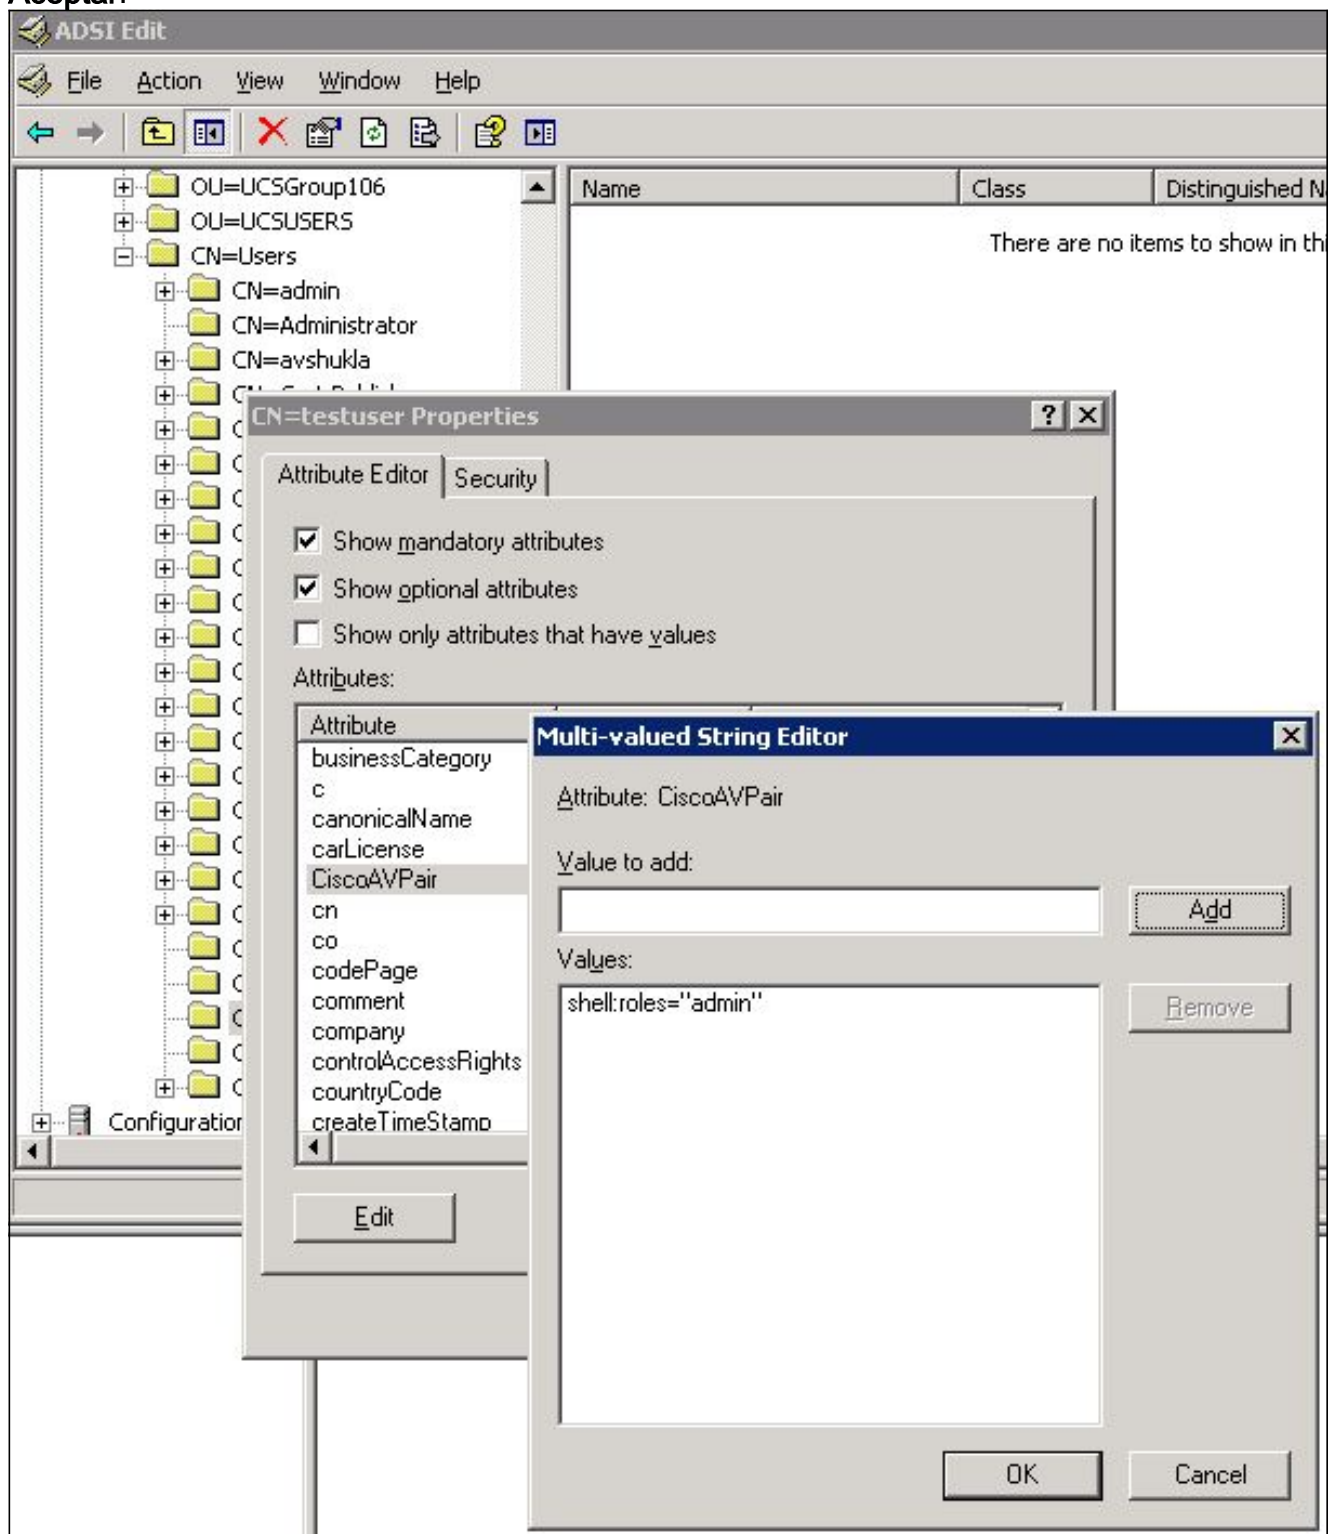 Aceptar.
ADSI Edit
File Action View Window Help
OU=UCSGroup106
OU=UCSUSERS
CN=Users
CN=admin
CN=Administrator
CN=avshukla
Configuration
Name Class Distinguished N
There are no items to show in thi
CN=testuser Properties
Attribute Editor Security
Show mandatory attributes
Show optional attributes
Show only attributes that have values
Attributes:
Attribute
businessCategory
c
canonicalName
carLicense
CiscoAVPair
cn
co
codePage
comment
company
controlAccessRights
countryCode
createTimeStamp
Edit
Multi-valued String Editor
Attribute: CiscoAVPair
Value to add:
Add
Values:
shell:roles="admin"
Remove
OK Cancel